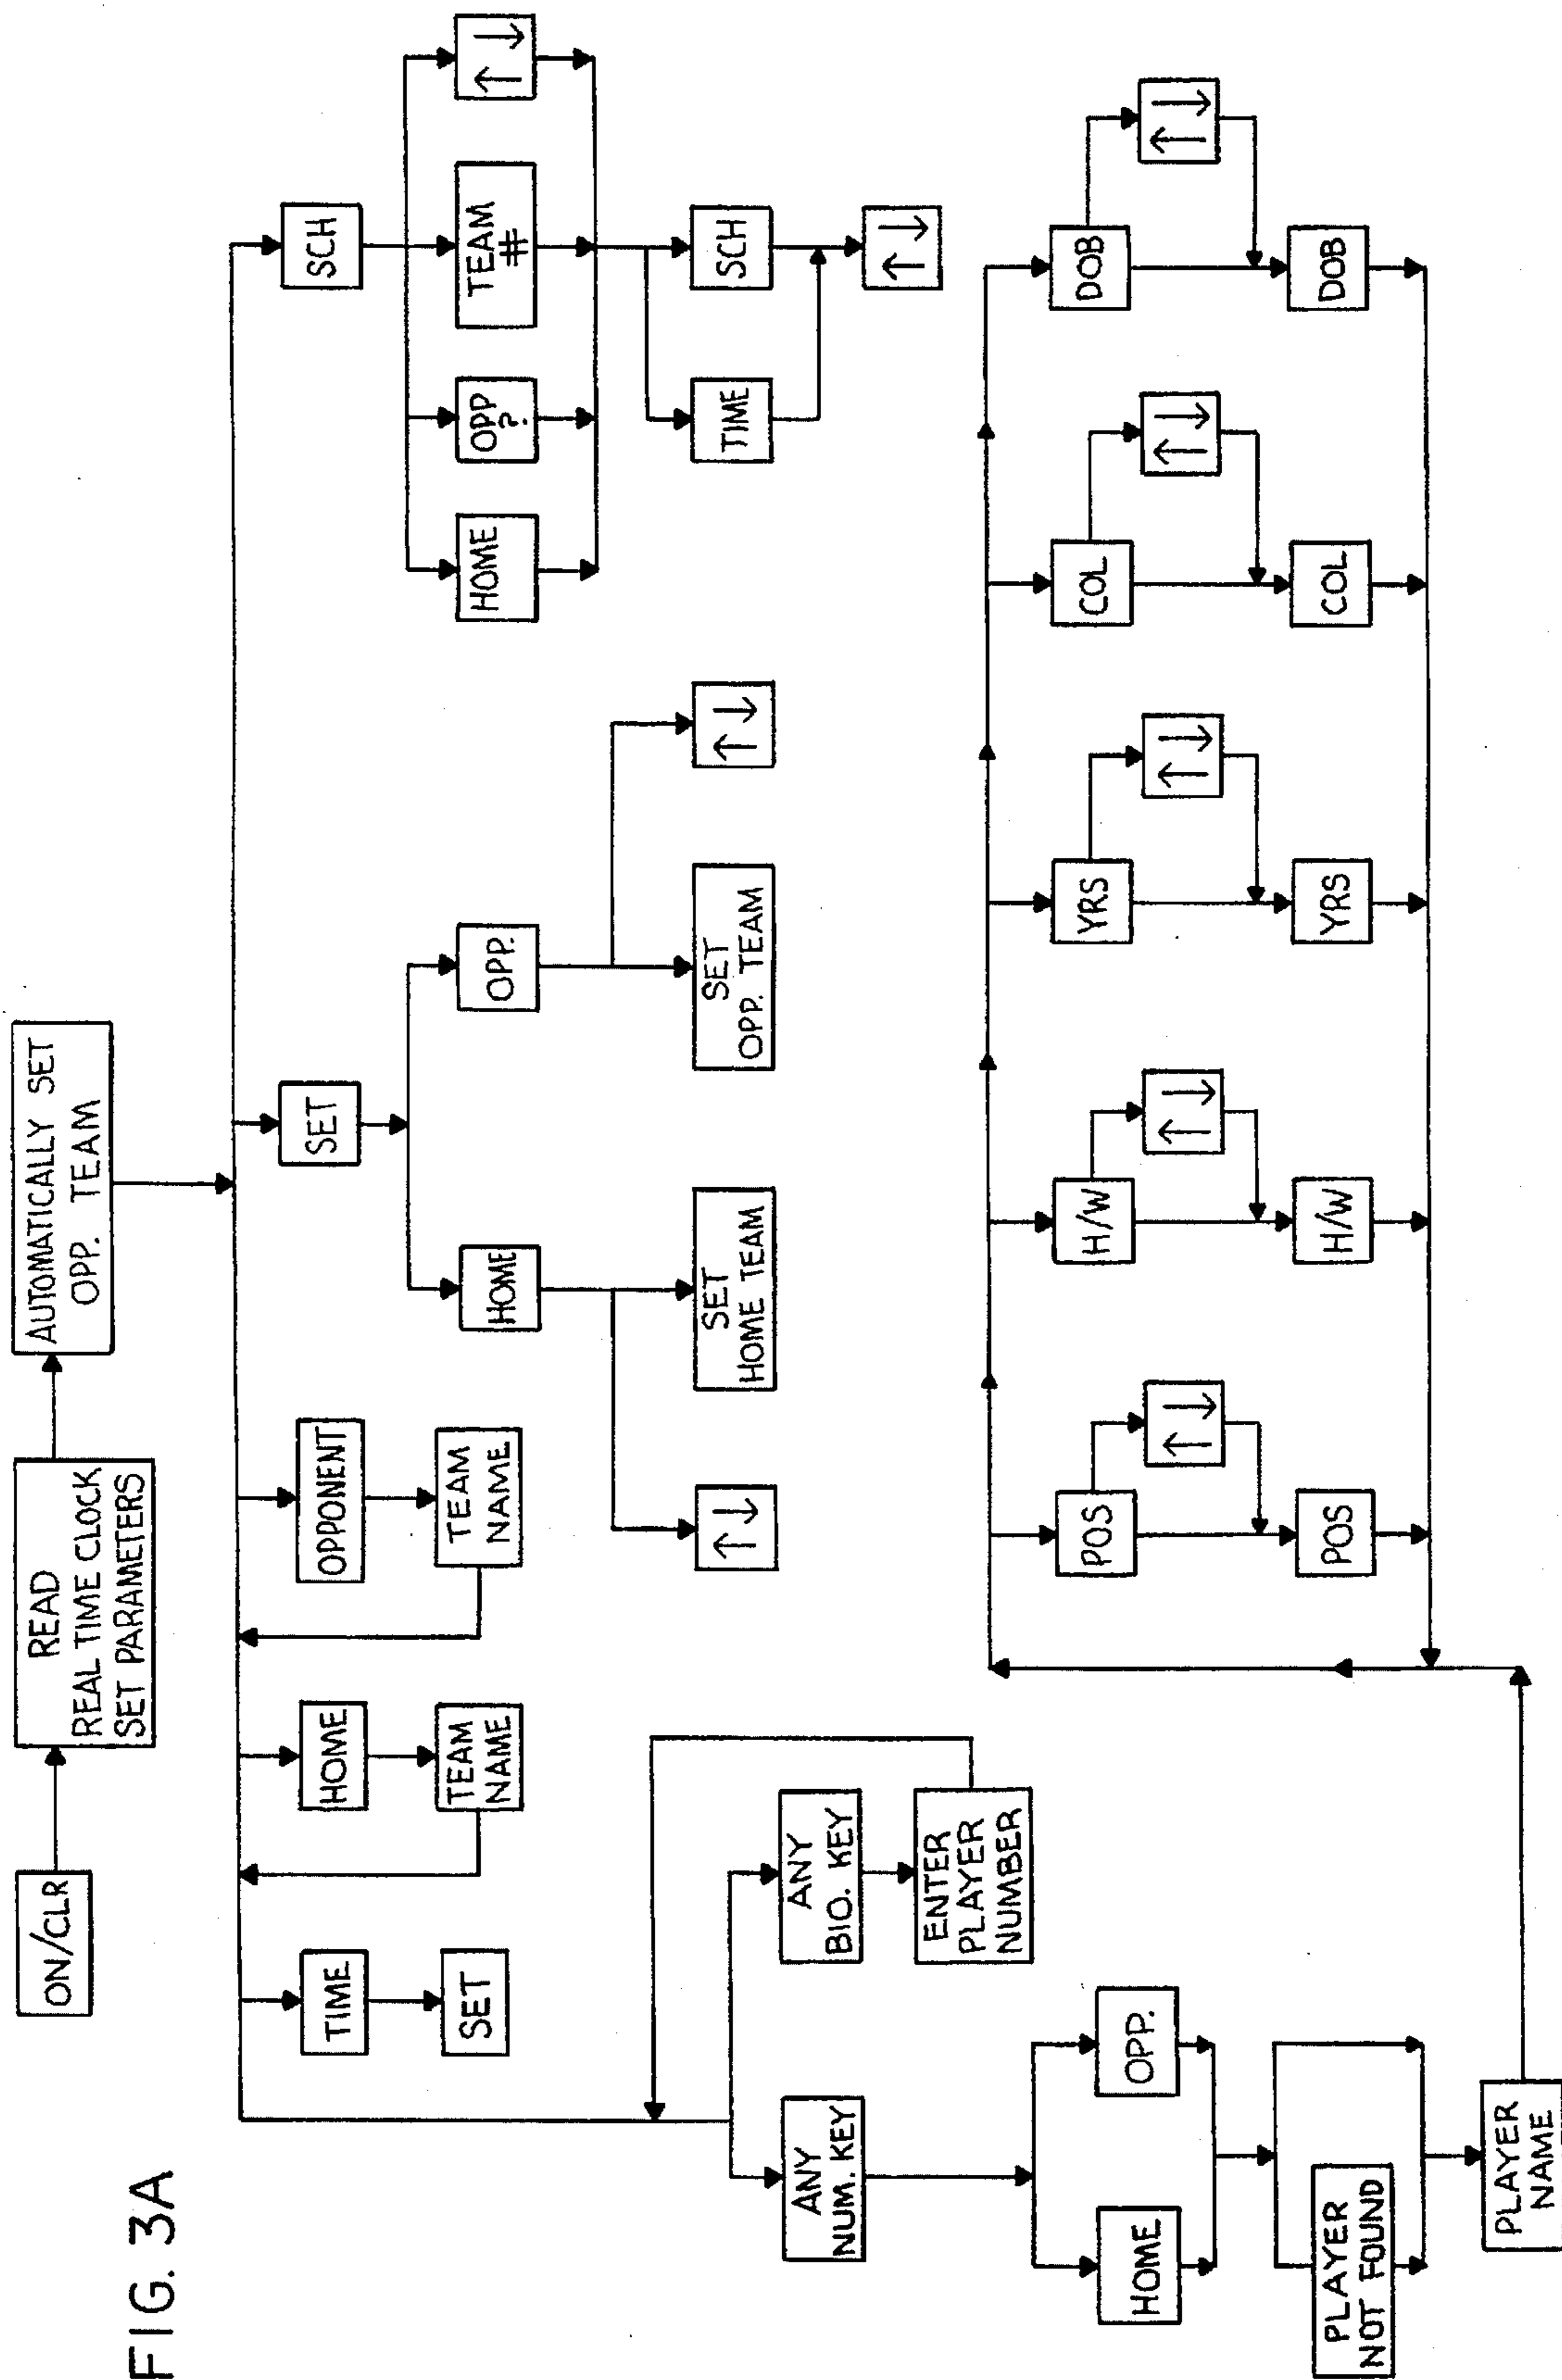 FIG. 3A
ON/CLR
READ
REAL TIME CLOCK
SET PARAMETERS
AUTOMATICALLY SET
OPP. TEAM
TIME
SET
HOME
TEAM
NAME
OPPONENT
TEAM
NAME
SET
HOME
↑↓
SET
HOME TEAM
OPP.
SET
OPP. TEAM
↑↓
SCH
HOME
OPP
?
TEAM
#
↑↓
TIME
SCH
↑↓
ANY
NUM. KEY
ANY
BIO. KEY
ENTER
PLAYER
NUMBER
HOME
OPP.
PLAYER
NOT FOUND
PLAYER
NAME
POS
↑↓
POS
H/W
↑↓
H/W
YRS
↑↓
YRS
COL
↑↓
COL
DOB
↑↓
DOB